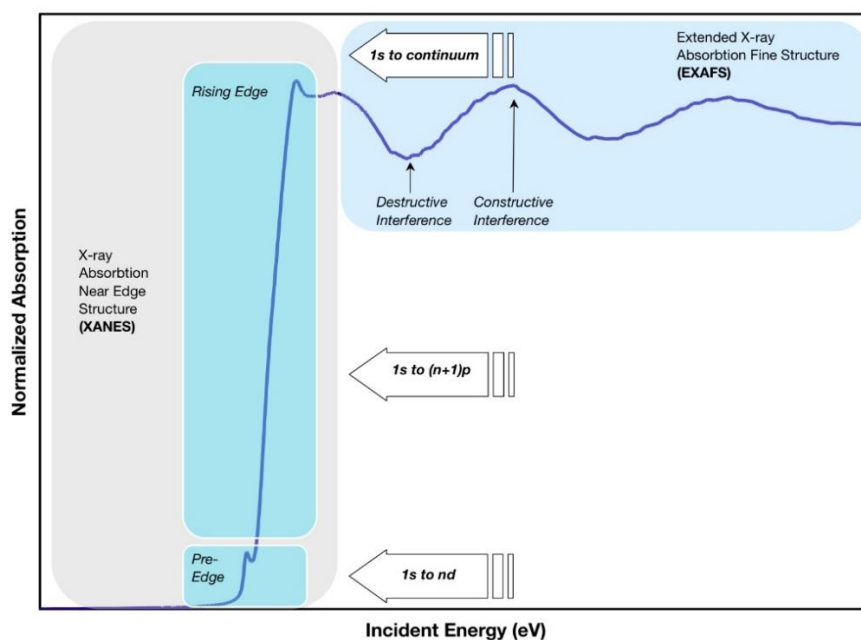 1s to continuum
Extended X-ray
Absorbtion Fine Structure
(EXAFS)
Rising Edge
Destructive
Interference
Constructive
Interference
X-ray
Absorbtion
Near Edge
Structure
(XANES)
1s to (n+1)p
Pre-
Edge
1s to nd
Normalized Absorption
Incident Energy (eV)